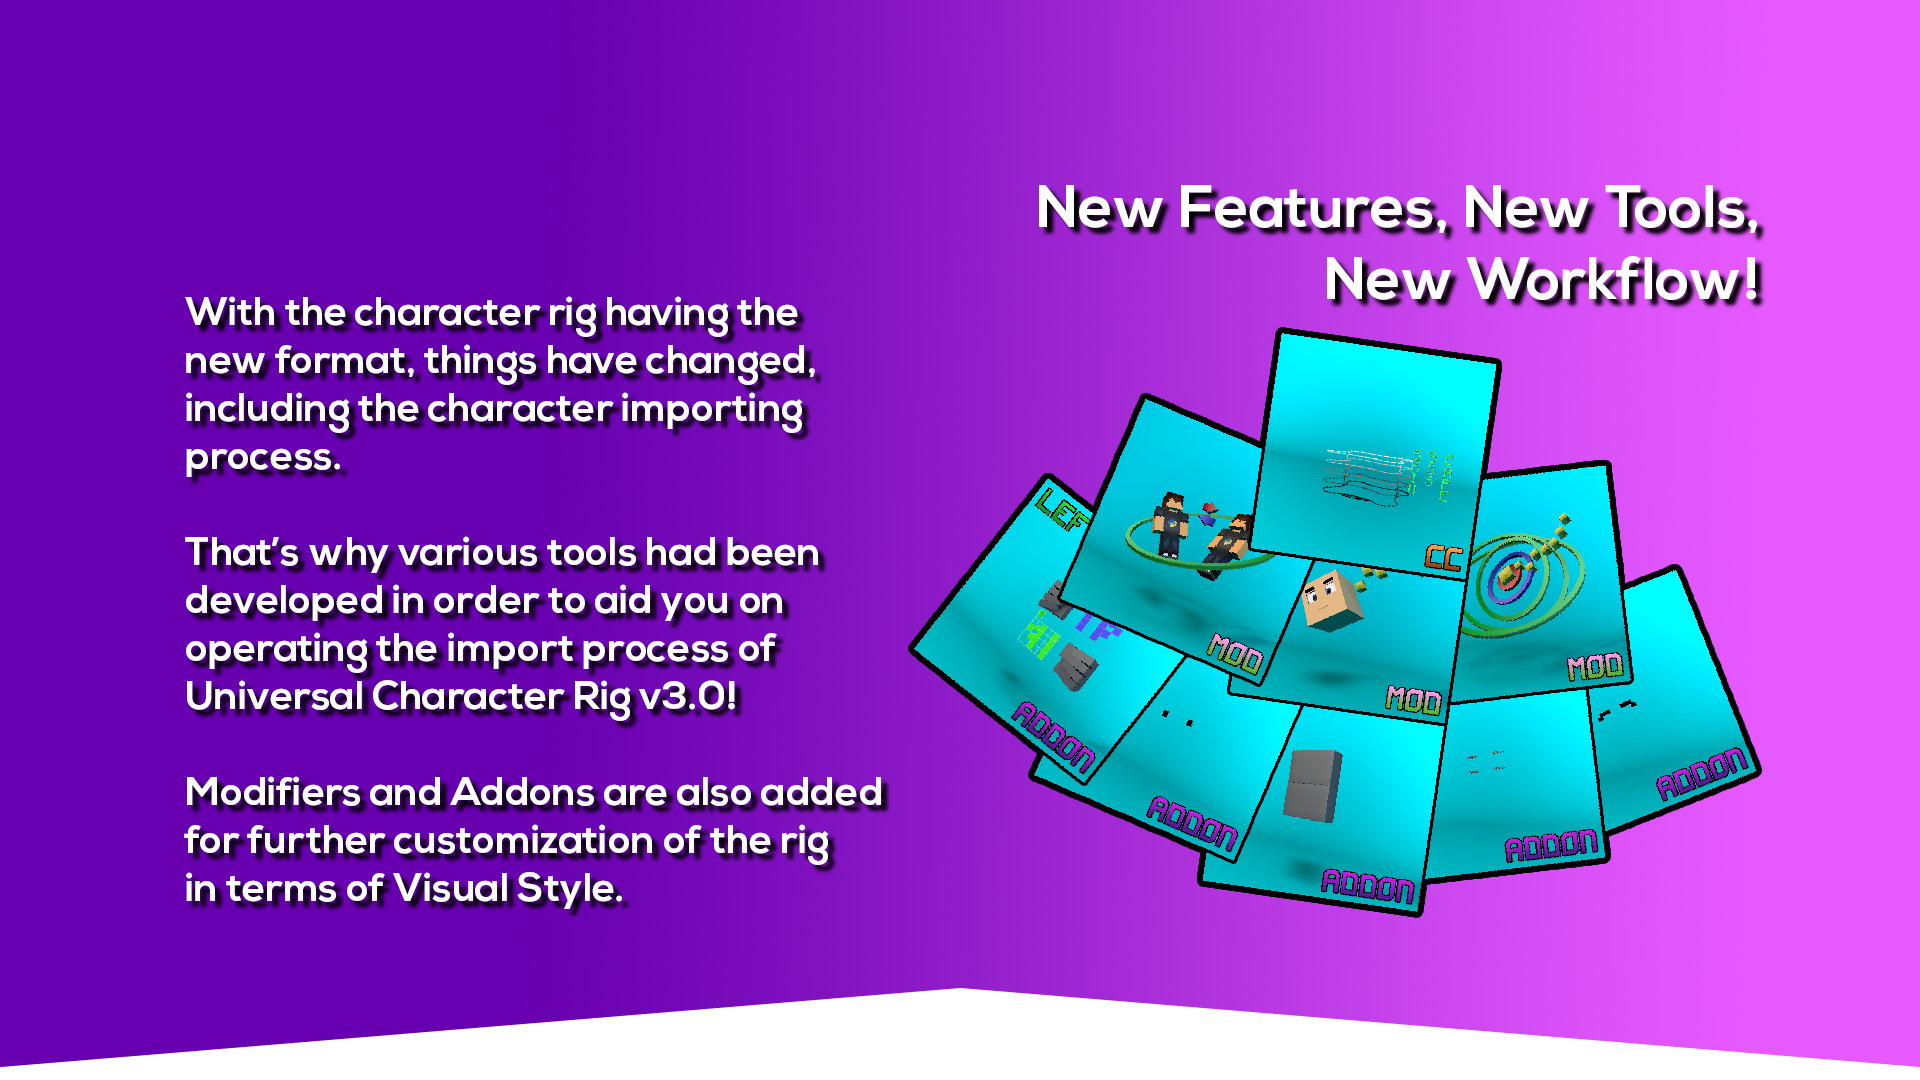 New Features, New Tools,
New Workflow!
With the character rig having the
new format, things have changed,
including the character importing
process.
That's why various tools had been
developed in order to aid you on
operating the import process of
Universal Character Rig v3.0!
Modifiers and Addons are also added
for further customization of the rig
in terms of Visual Style.
CC
LEF
MOD
MOD
MOD
ADDON
ADDON
ADDON
ADDON
ADDON